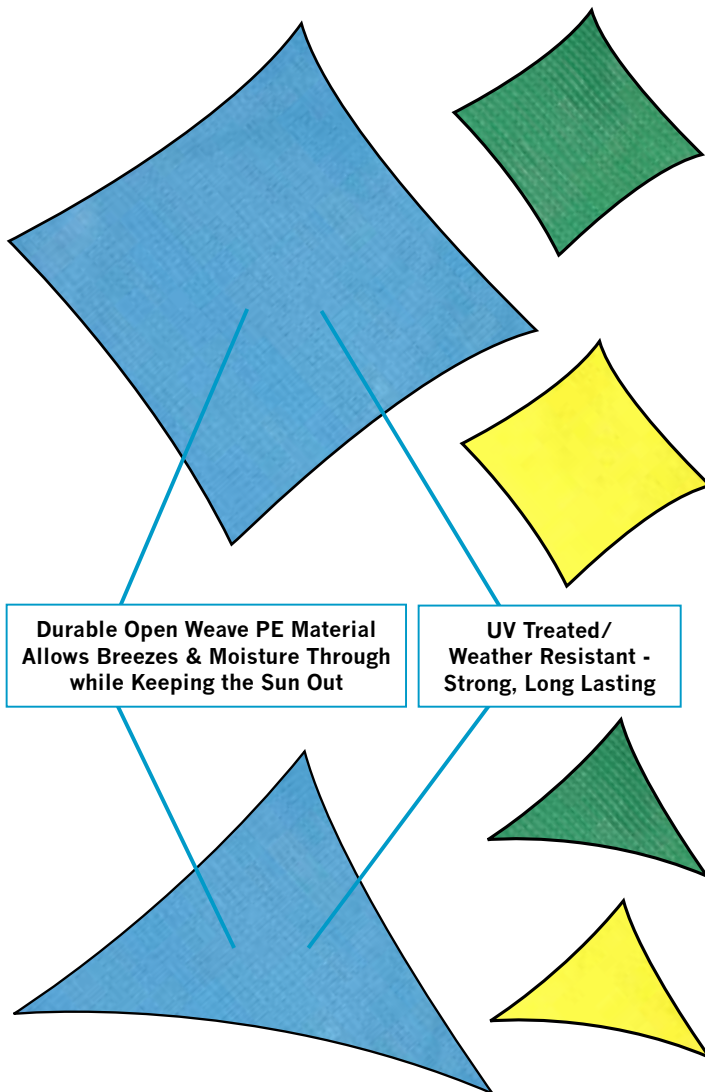 Durable Open Weave PE Material
Allows Breezes & Moisture Through
while Keeping the Sun Out
UV Treated/
Weather Resistant -
Strong, Long Lasting